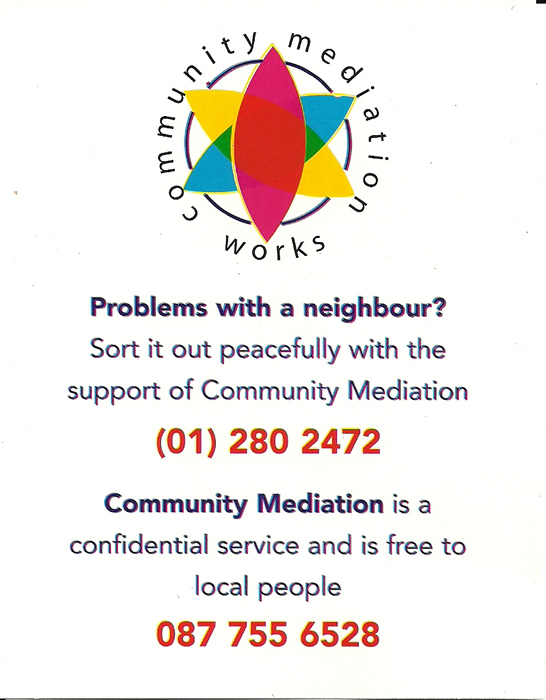 community mediation
works
Problems with a neighbour?
Sort it out peacefully with the
support of Community Mediation
(01) 280 2472
Community Mediation is a
confidential service and is free to
local people
087 755 6528